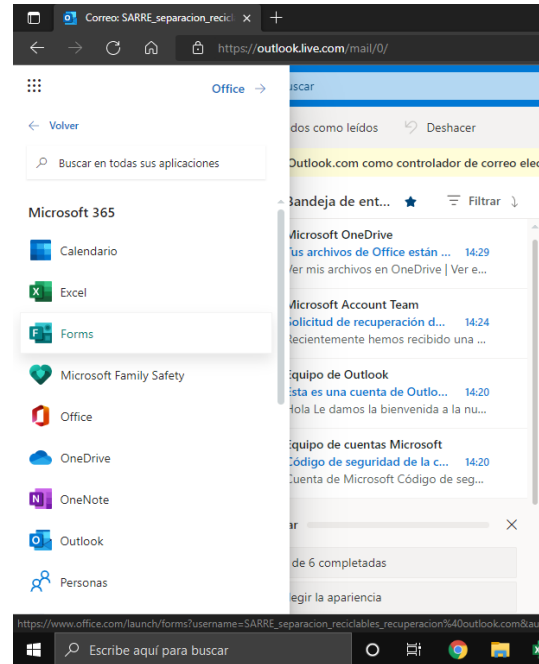 Correo: SARRE_separacion_recicl
https://outlook.live.com/mail/0/
Office →
uscar
← Volver
dos como leídos
Deshacer
Buscar en todas sus aplicaciones
Outlook.com como controlador de correo elec
Microsoft 365
Bandeja de ent...
Filtrar
Calendario
Excel
Forms
Microsoft Family Safety
Office
OneDrive
OneNote
Outlook
Personas
Microsoft OneDrive
Tus archivos de Office están ... 14:29
Ver mis archivos en OneDrive | Ver e...
Microsoft Account Team
Solicitud de recuperación d... 14:24
Recientemente hemos recibido una ...
Equipo de Outlook
Esta es una cuenta de Outlo... 14:20
Hola Le damos la bienvenida a la nu...
Equipo de cuentas Microsoft
Código de seguridad de la c... 14:20
Cuenta de Microsoft Código de seg...
ar
de 6 completadas
legir la apariencia
https://www.office.com/launch/forms?username=SARRE_separacion_reciclables_recuperacion%40outlook.com&au
Escribe aquí para buscar